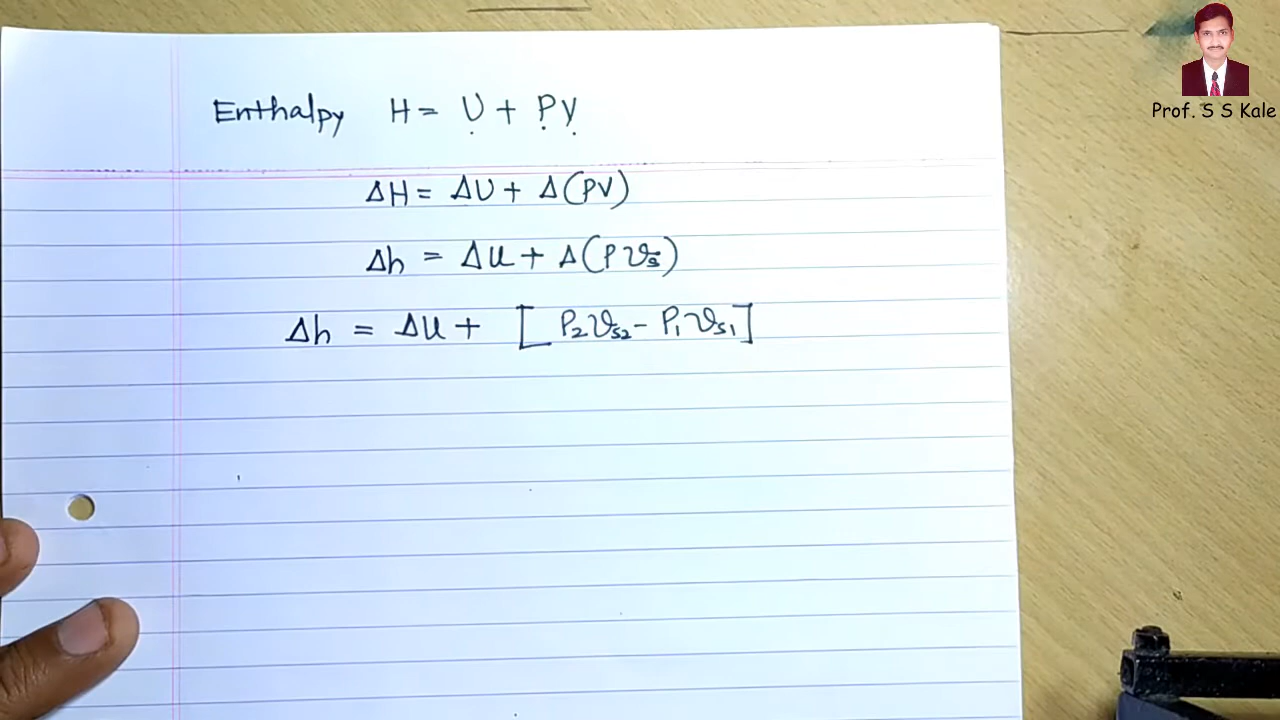 Prof. S S Kale
Enthalpy H = U + PV
ΔH = ΔU + Δ(PV)
Δh = Δu + Δ(P vₛ)
Δh = Δu + [P₂vₛ₂ - P₁vₛ₁]